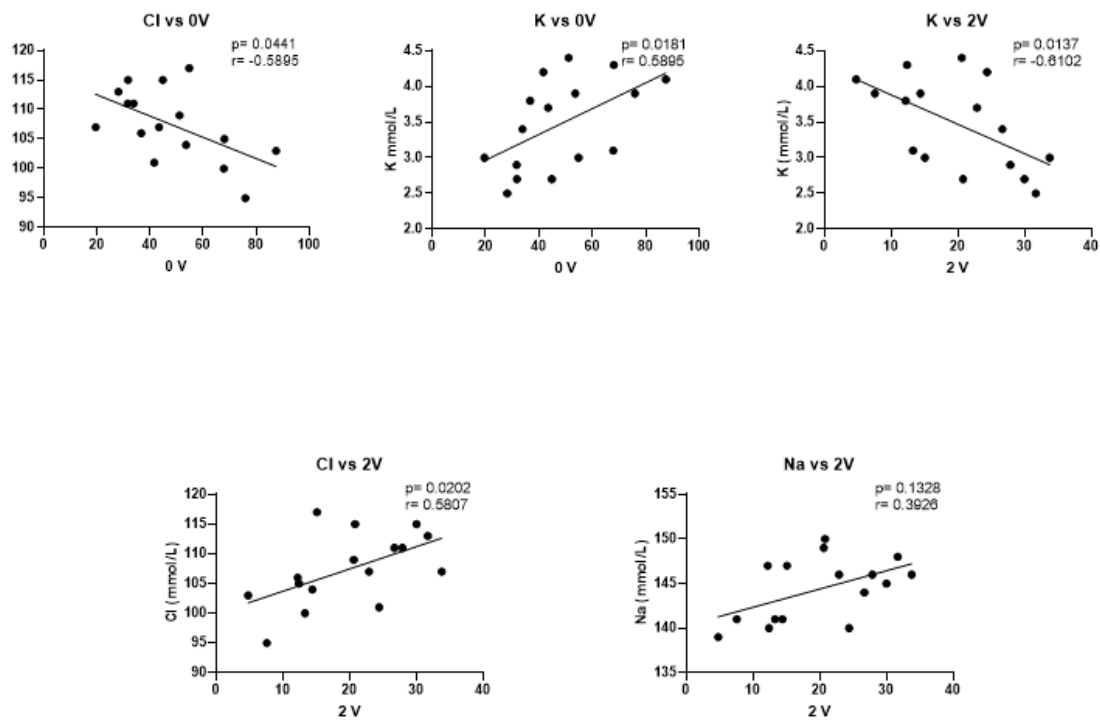 Cl vs 0V
p= 0.0441
r= -0.5895
120
115
110
105
100
95
90
0
20
40
60
80
100
0 V
K vs 0V
p= 0.0181
r= 0.5895
K mmol/L
4.5
4.0
3.5
3.0
2.5
2.0
0
20
40
60
80
100
0 V
K vs 2V
p= 0.0137
r= -0.6102
K (mmol/L)
4.5
4.0
3.5
3.0
2.5
2.0
0
10
20
30
40
2 V
Cl vs 2V
p= 0.0202
r= 0.5807
Cl (mmol/L)
120
115
110
105
100
95
90
0
10
20
30
40
2 V
Na vs 2V
p= 0.1328
r= 0.3926
Na (mmol/L)
155
150
145
140
135
0
10
20
30
40
2 V